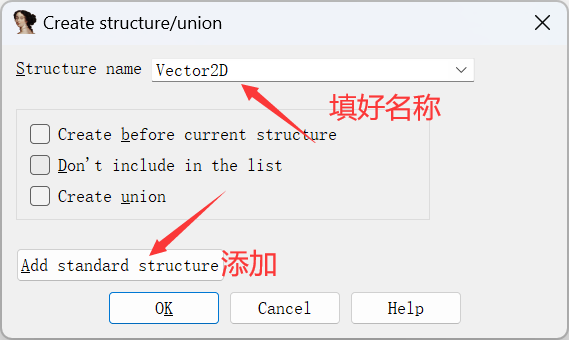 Create structure/union
Structure name Vector2D
填好名称
Create before current structure
Don't include in the list
Create union
Add standard structure 添加
OK Cancel Help